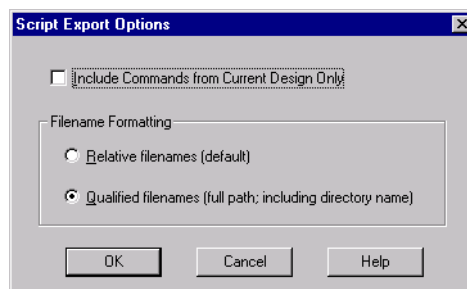 Script Export Options
Include Commands from Current Design Only
Filename Formatting
Relative filenames (default)
Qualified filenames (full path; including directory name)
OK Cancel Help